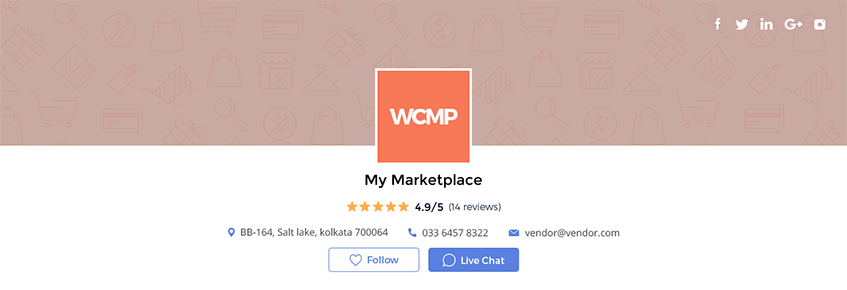 WCMP
My Marketplace
4.9/5 (14 reviews)
BB-164, Salt lake, kolkata 700064 033 6457 8322 vendor@vendor.com
Follow Live Chat